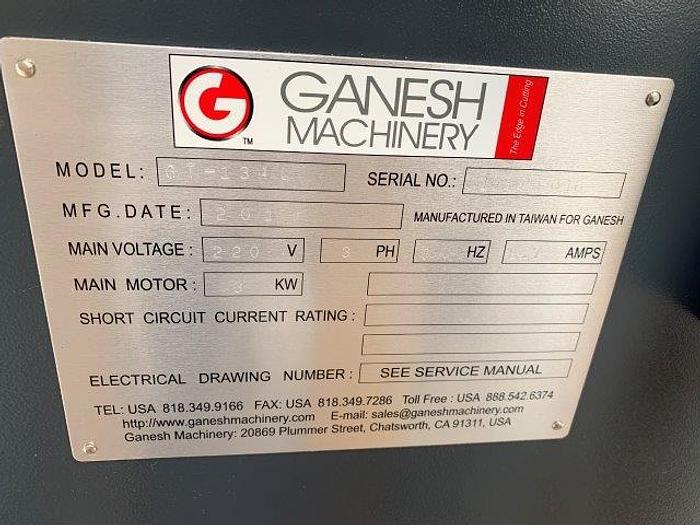 G
TM
GANESH
MACHINERY
The Edge in Cutting
MODEL:
SERIAL NO.:
MFG. DATE:
MANUFACTURED IN TAIWAN FOR GANESH
MAIN VOLTAGE : 220 V 3 PH HZ AMPS
MAIN MOTOR : KW
SHORT CIRCUIT CURRENT RATING :
ELECTRICAL DRAWING NUMBER : SEE SERVICE MANUAL
TEL: USA 818.349.9166 FAX: USA 818.349.7286 Toll Free : USA 888.542.6374
http://www.ganeshmachinery.com E-mail: sales@ganeshmachinery.com
Ganesh Machinery: 20869 Plummer Street, Chatsworth, CA 91311, USA